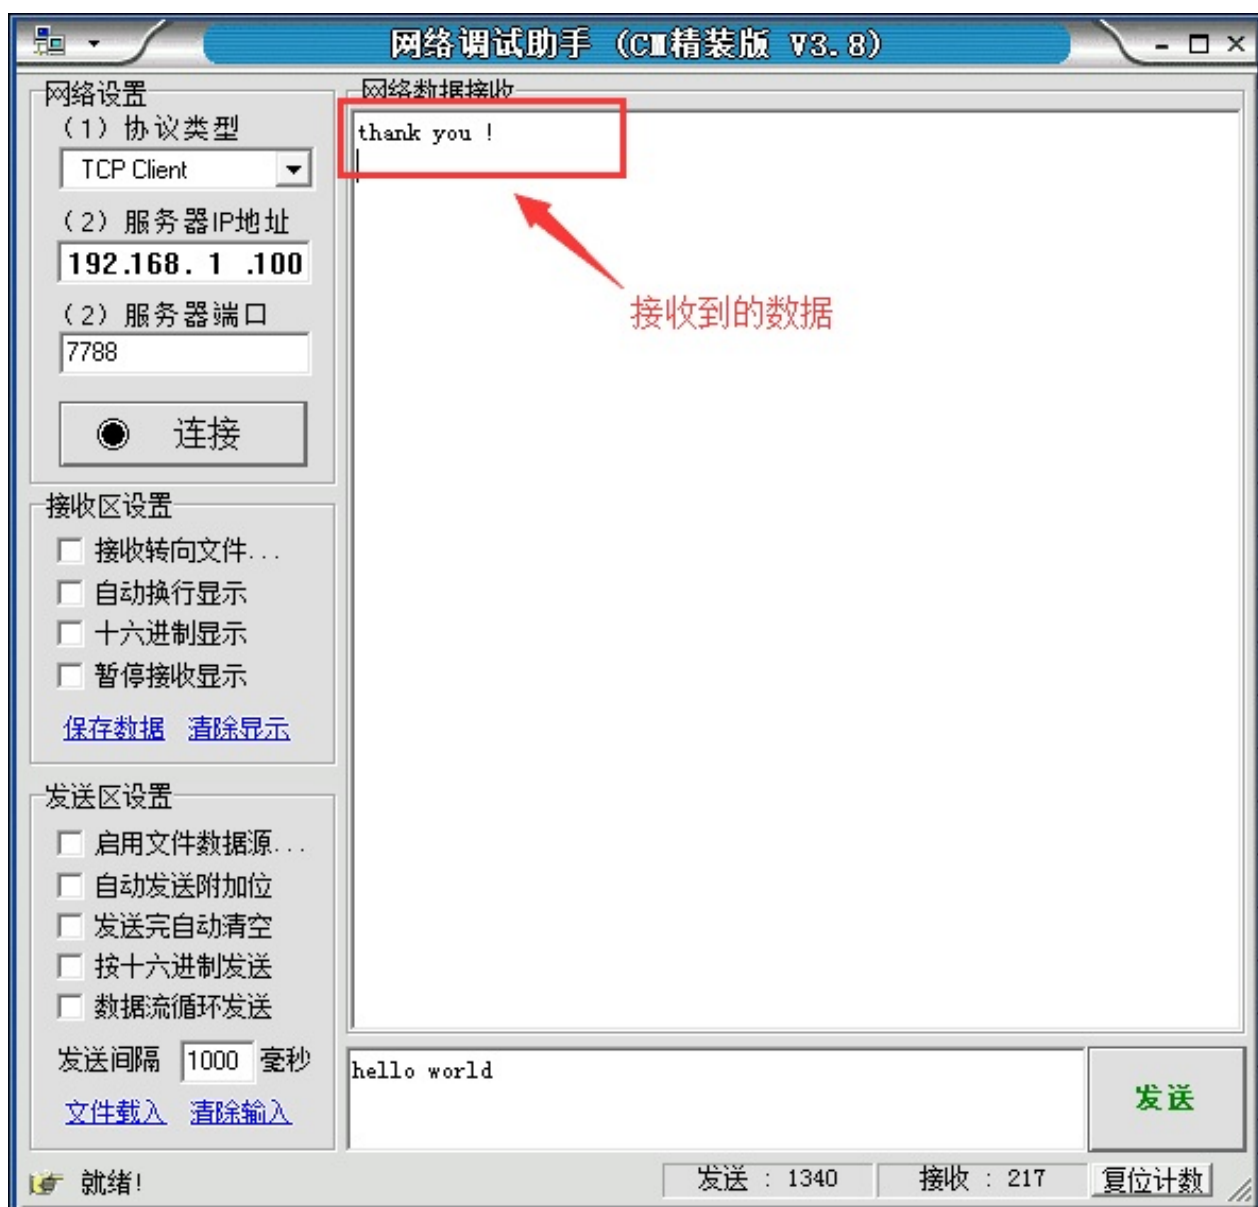 网络调试助手 (CM精装版 V3.8)
网络设置
(1) 协议类型
TCP Client
(2) 服务器IP地址
192.168. 1 .100
(2) 服务器端口
7788
连接
接收区设置
接收转向文件...
自动换行显示
十六进制显示
暂停接收显示
保存数据 清除显示
发送区设置
启用文件数据源...
自动发送附加位
发送完自动清空
按十六进制发送
数据流循环发送
发送间隔 1000 毫秒
文件载入 清除输入
网络数据接收
thank you !
接收到的数据
hello world
发送
就绪!
发送 : 1340
接收 : 217
复位计数